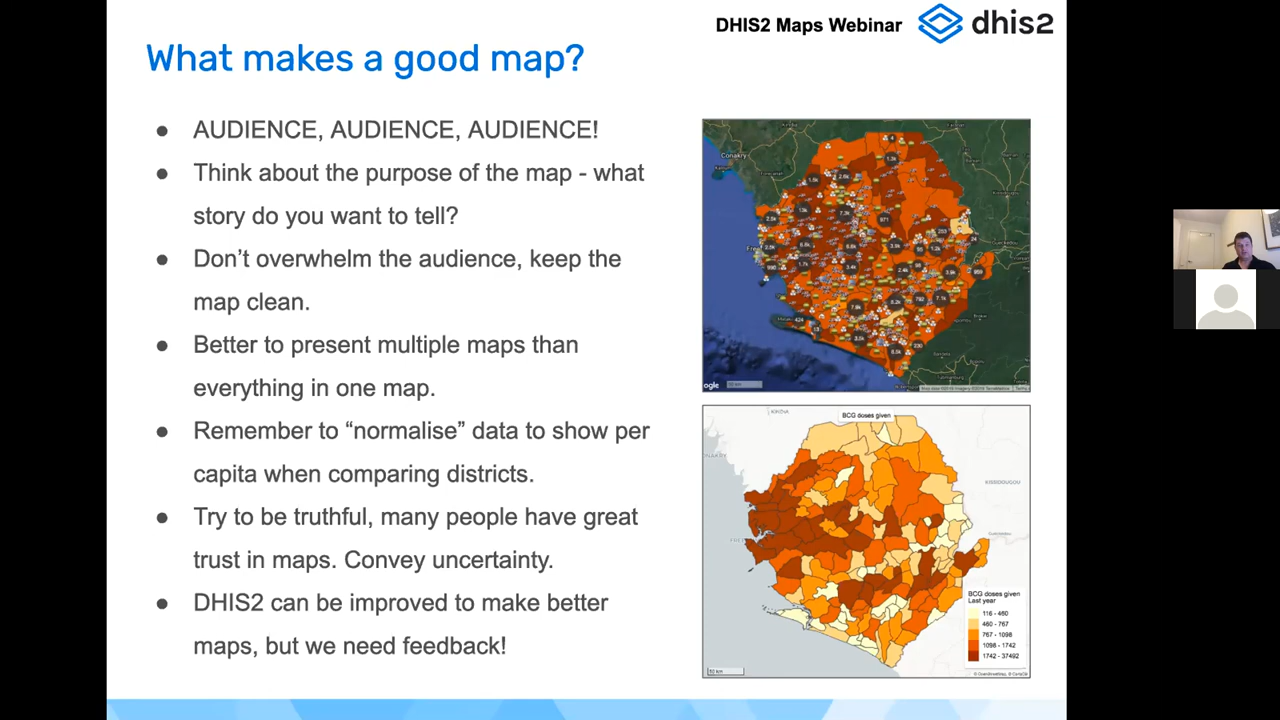 DHIS2 Maps Webinar
dhis2
What makes a good map?
● AUDIENCE, AUDIENCE, AUDIENCE!
● Think about the purpose of the map - what
story do you want to tell?
● Don’t overwhelm the audience, keep the
map clean.
● Better to present multiple maps than
everything in one map.
● Remember to “normalise” data to show per
capita when comparing districts.
● Try to be truthful, many people have great
trust in maps. Convey uncertainty.
● DHIS2 can be improved to make better
maps, but we need feedback!
Conakry
BCG doses given
KISSIDOUGOU
BCG doses given
Last year
116 - 460
460 - 767
767 - 1098
1098 - 1742
1742 - 37492
50 km